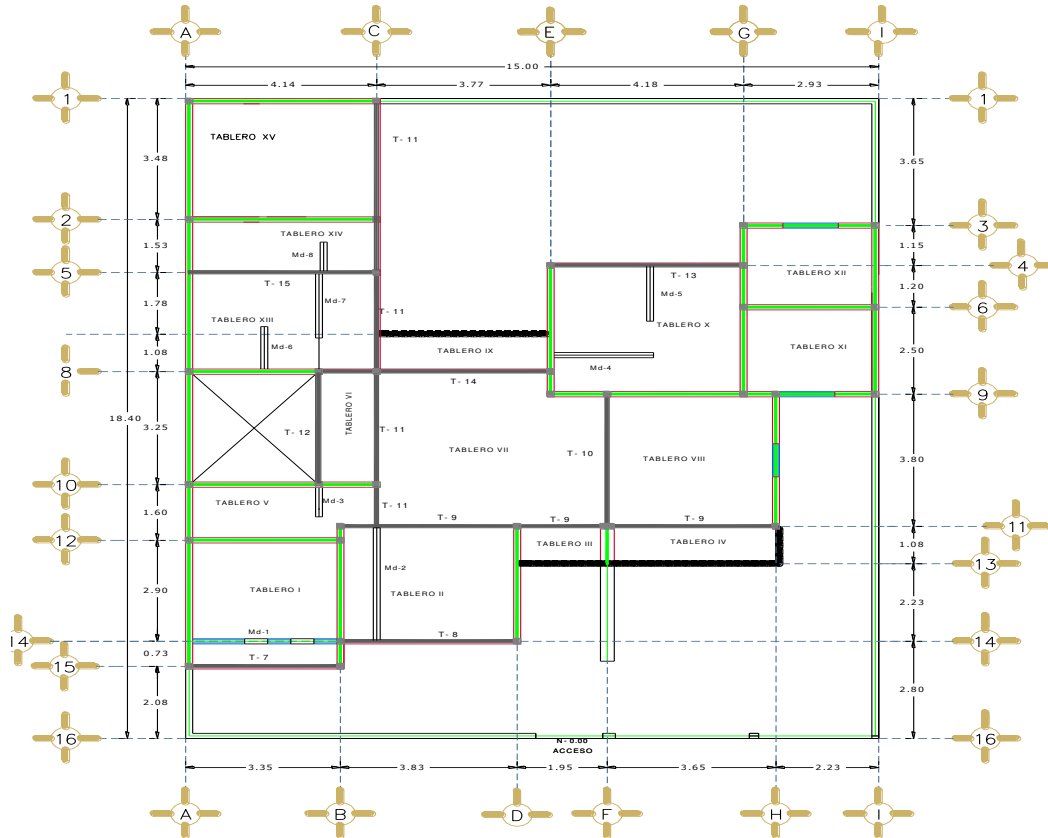 A C E G I
15.00
4.14 3.77 4.18 2.93
1 1
TABLERO XV
T-11
3.48
3.65
2
3
TABLERO XIV
1.53
Md-8
1.15
4
5
T-15
T-13
TABLERO XII
Md-7
Md-5
1.20
1.78
6
TABLERO XIII
T-11
TABLERO X
Md-6
TABLERO IX
TABLERO XI
2.50
1.08
Md-4
8
T-14
9
TABLERO VI
18.40
3.25
T-12
T-11
TABLERO VII
T-10
TABLERO VIII
3.80
10
TABLERO V
Md-3
T-11
1.60
T-9 T-9 T-9
11
12
TABLERO III
TABLERO IV
1.08
13
Md-2
2.90
TABLERO I
TABLERO II
2.23
Md-1
T-8
14
14
0.73
T-7
15
2.80
2.08
16
N-0.00
16
ACCESO
3.35 3.83 1.95 3.65 2.23
A B D F H I